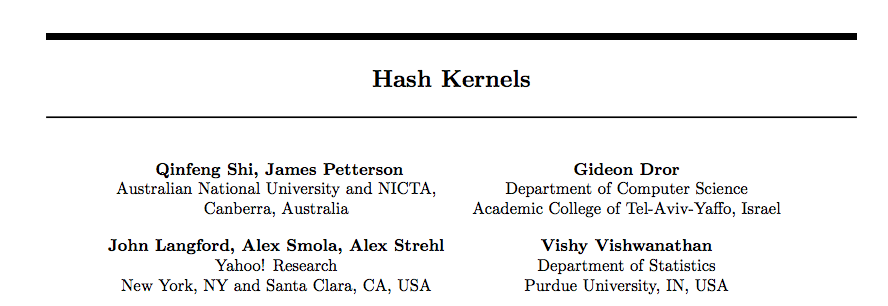 Hash Kernels
Qinfeng Shi, James Petterson
Australian National University and NICTA,
Canberra, Australia
Gideon Dror
Department of Computer Science
Academic College of Tel-Aviv-Yaffo, Israel
John Langford, Alex Smola, Alex Strehl
Yahoo! Research
New York, NY and Santa Clara, CA, USA
Vishy Vishwanathan
Department of Statistics
Purdue University, IN, USA